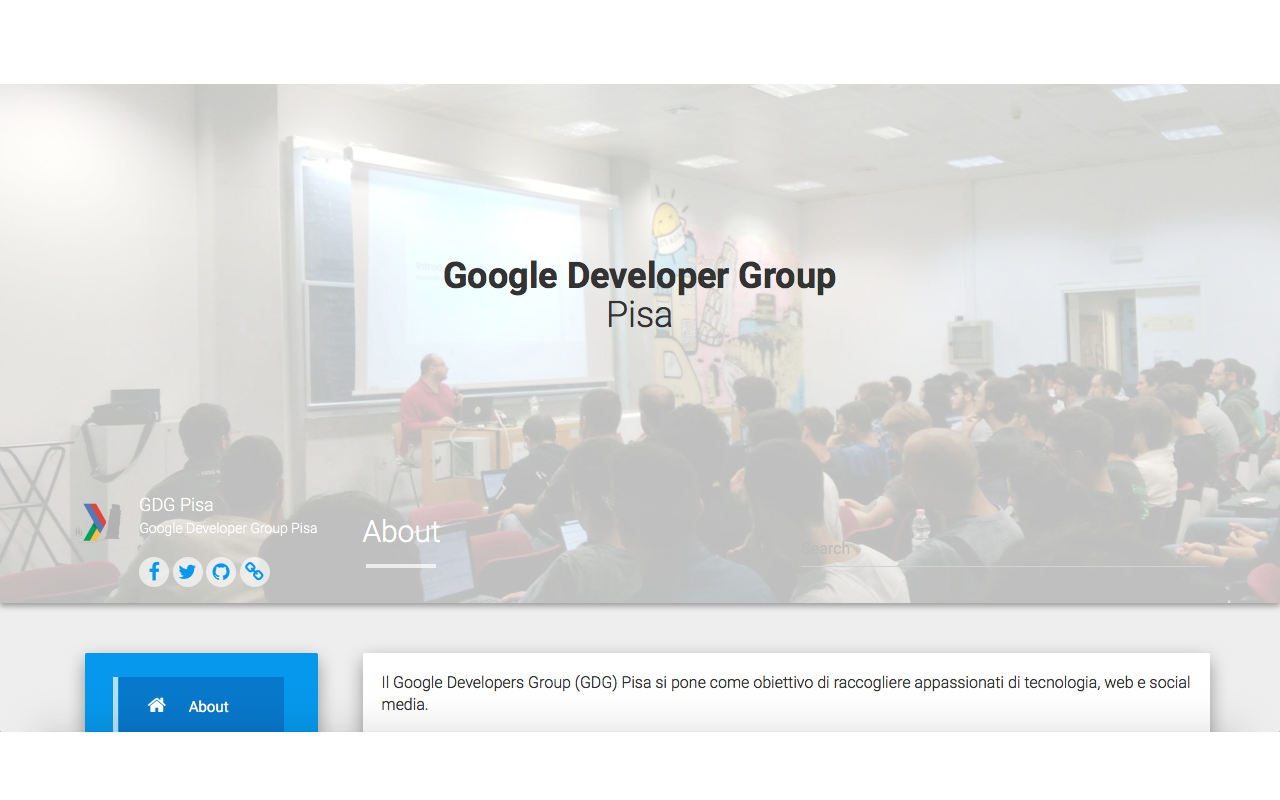 Google Developer Group
Pisa
GDG Pisa
Google Developer Group Pisa
About
Search
About
Il Google Developers Group (GDG) Pisa si pone come obiettivo di raccogliere appassionati di tecnologia, web e social
media.